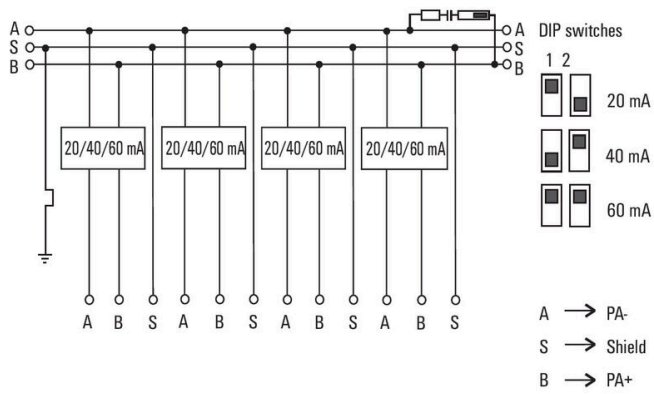 A A DIP switches
S S
B B
1 2
20 mA
20/40/60 mA 20/40/60 mA 20/40/60 mA 20/40/60 mA
40 mA
60 mA
A B S A B S A B S A B S
A → PA-
S → Shield
B → PA+